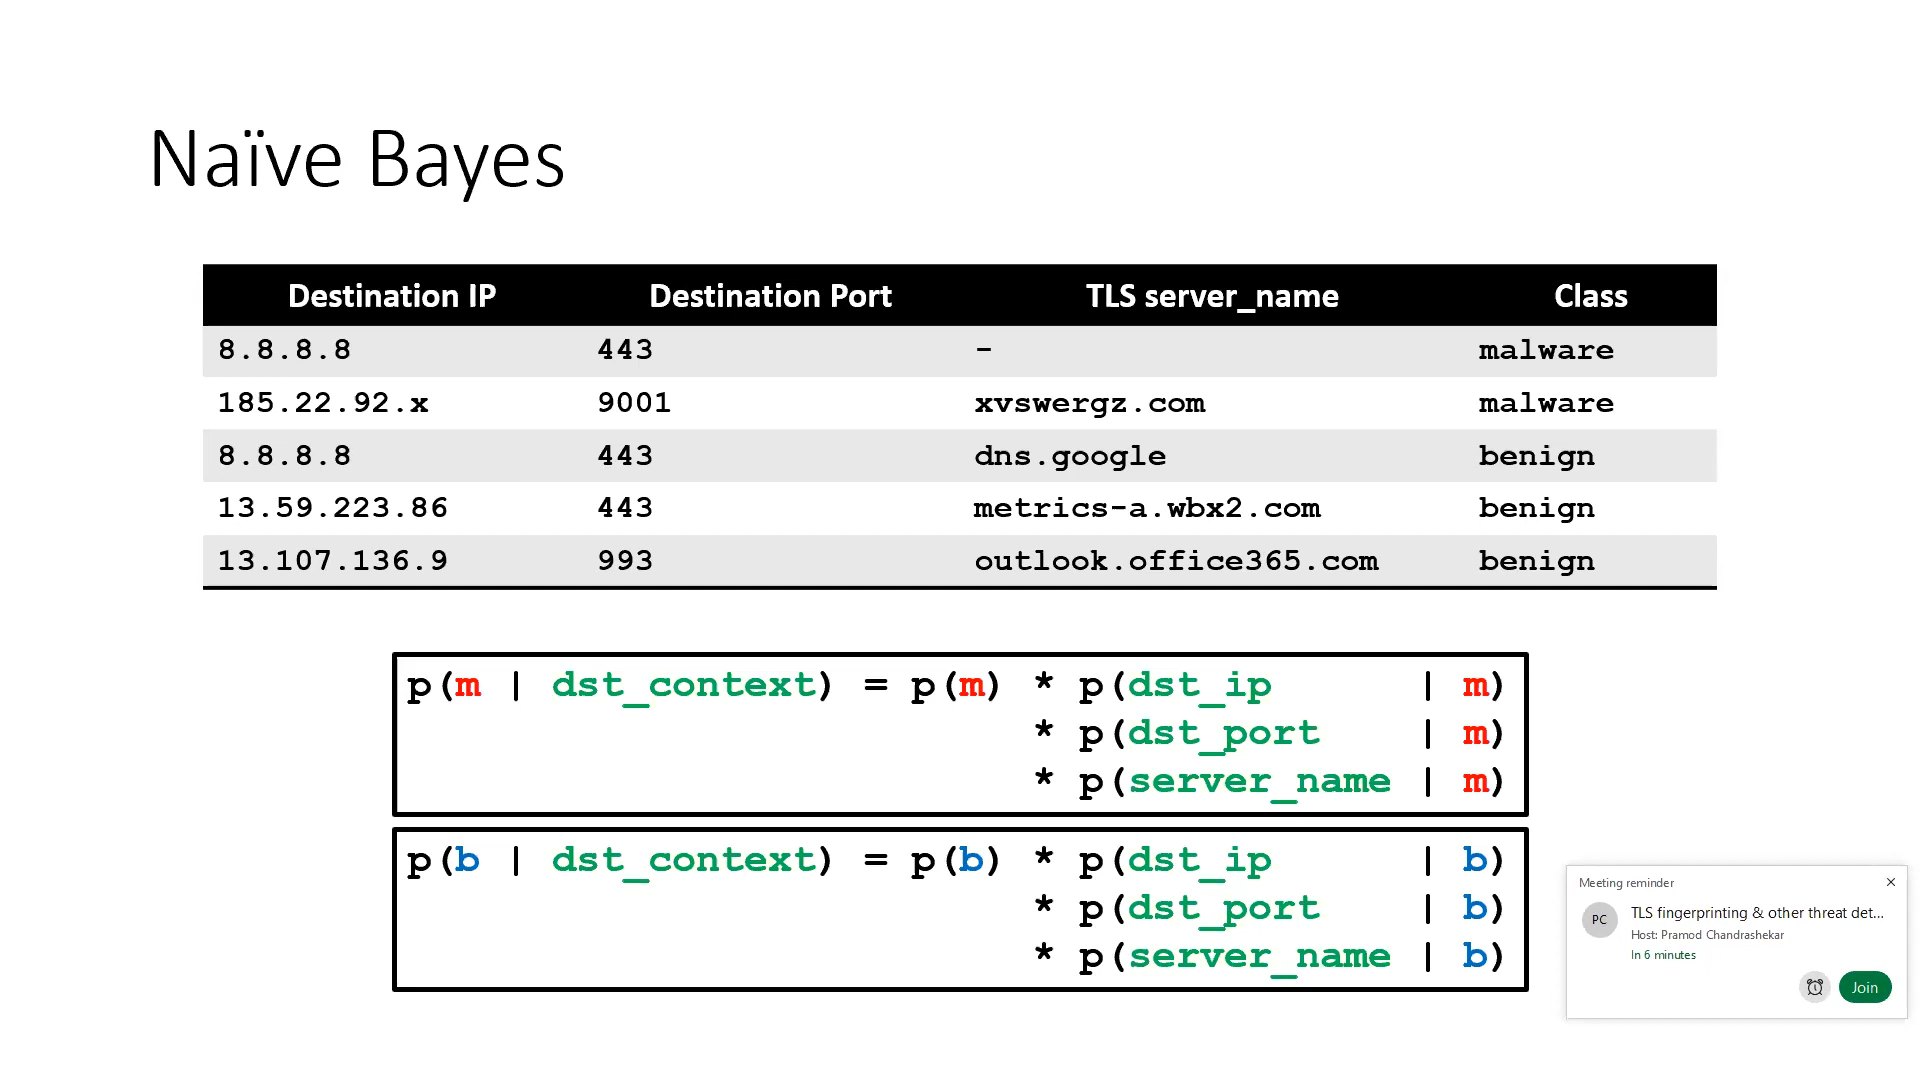 Naïve Bayes
Destination IP Destination Port TLS server_name Class
8.8.8.8 443 - malware
185.22.92.x 9001 xvswergz.com malware
8.8.8.8 443 dns.google benign
13.59.223.86 443 metrics-a.wbx2.com benign
13.107.136.9 993 outlook.office365.com benign
p(m | dst_context) = p(m) * p(dst_ip | m)
* p(dst_port | m)
* p(server_name | m)
p(b | dst_context) = p(b) * p(dst_ip | b)
* p(dst_port | b)
* p(server_name | b)
Meeting reminder
PC
TLS fingerprinting & other threat det...
Host: Pramod Chandrashekar
In 6 minutes
Join